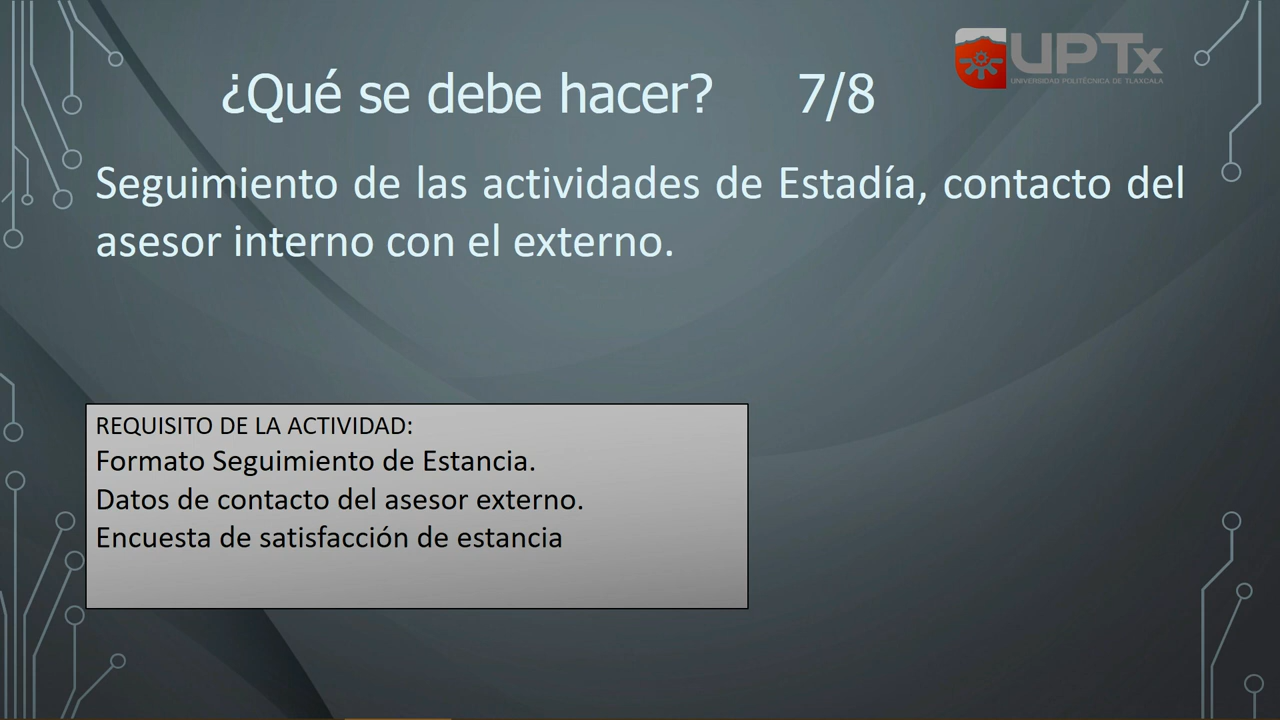 UPTx
UNIVERSIDAD POLITÉCNICA DE TLAXCALA
¿Qué se debe hacer? 7/8
Seguimiento de las actividades de Estadía, contacto del
asesor interno con el externo.
REQUISITO DE LA ACTIVIDAD:
Formato Seguimiento de Estancia.
Datos de contacto del asesor externo.
Encuesta de satisfacción de estancia